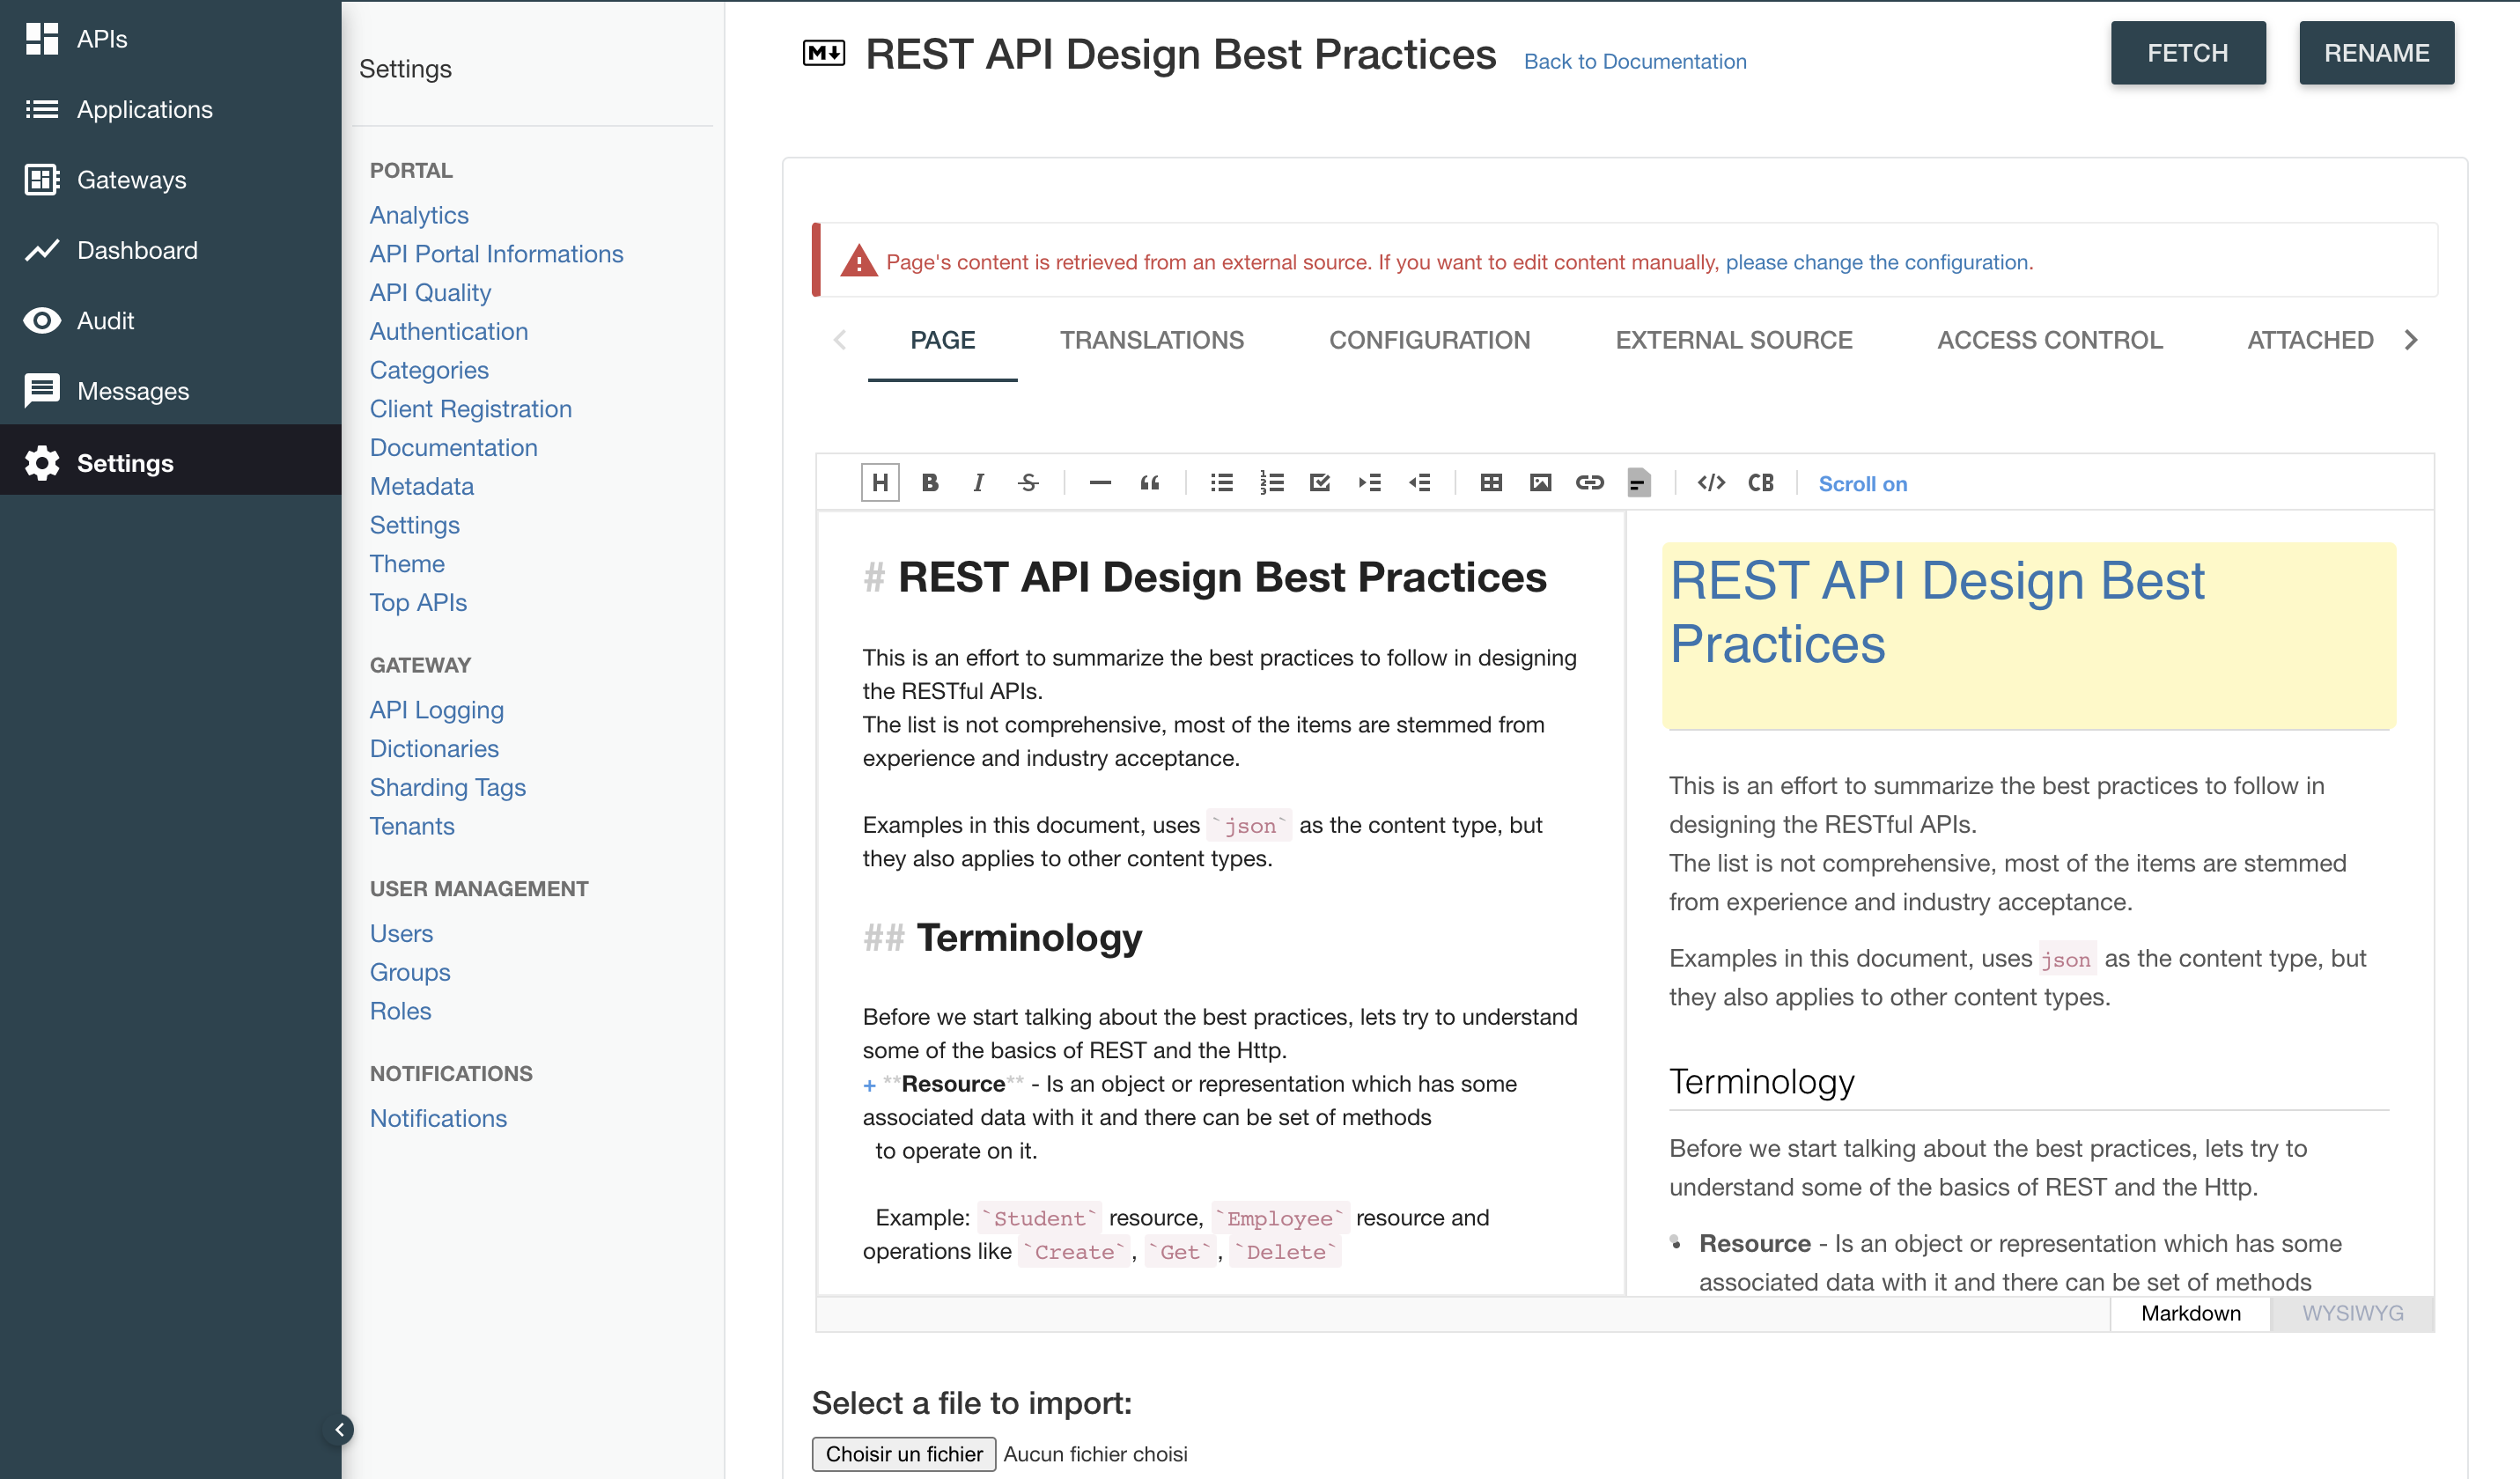 APIs
Applications
Gateways
Dashboard
Audit
Messages
Settings
Settings
PORTAL
Analytics
API Portal Informations
API Quality
Authentication
Categories
Client Registration
Documentation
Metadata
Settings
Theme
Top APIs
GATEWAY
API Logging
Dictionaries
Sharding Tags
Tenants
USER MANAGEMENT
Users
Groups
Roles
NOTIFICATIONS
Notifications
M REST API Design Best Practices Back to Documentation
FETCH RENAME
Page's content is retrieved from an external source. If you want to edit content manually, please change the configuration.
PAGE TRANSLATIONS CONFIGURATION EXTERNAL SOURCE ACCESS CONTROL ATTACHED
H B I S “ </> CB Scroll on
# REST API Design Best Practices
This is an effort to summarize the best practices to follow in designing
the RESTful APIs.
The list is not comprehensive, most of the items are stemmed from
experience and industry acceptance.
Examples in this document, uses `json` as the content type, but
they also applies to other content types.
## Terminology
Before we start talking about the best practices, lets try to understand
some of the basics of REST and the Http.
+ **Resource** - Is an object or representation which has some
associated data with it and there can be set of methods
to operate on it.
Example: `Student` resource, `Employee` resource and
operations like `Create`, `Get`, `Delete`
REST API Design Best
Practices
This is an effort to summarize the best practices to follow in
designing the RESTful APIs.
The list is not comprehensive, most of the items are stemmed
from experience and industry acceptance.
Examples in this document, uses json as the content type, but
they also applies to other content types.
Terminology
Before we start talking about the best practices, lets try to
understand some of the basics of REST and the Http.
• Resource - Is an object or representation which has some
associated data with it and there can be set of methods
Markdown WYSIWYG
Select a file to import:
Choisir un fichier Aucun fichier choisi